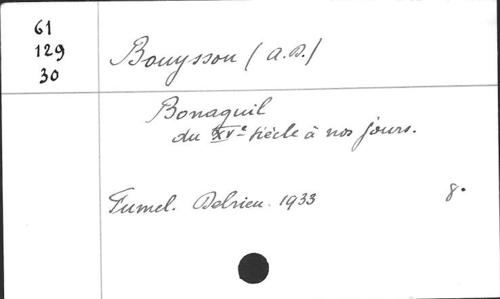 61
129
30
Bouysson (A.D.)
Bonaguil
du XVe siècle à nos jours.
Fumel. Delrieu. 1933 8°